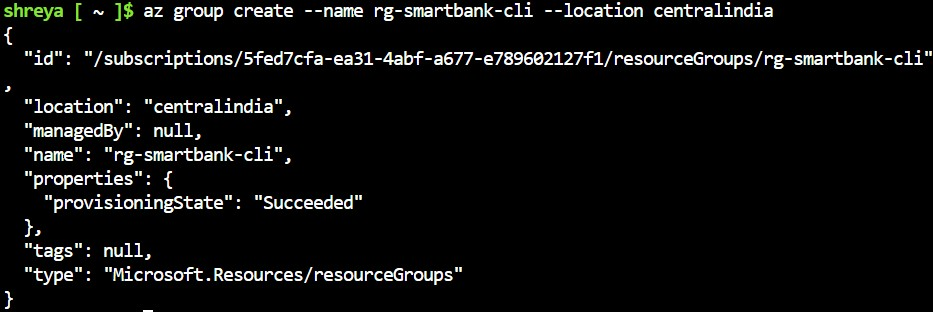 shreya [ ~ ]$ az group create --name rg-smartbank-cli --location centralindia
{
  "id": "/subscriptions/5fed7cfa-ea31-4abf-a677-e789602127f1/resourceGroups/rg-smartbank-cli"
,
  "location": "centralindia",
  "managedBy": null,
  "name": "rg-smartbank-cli",
  "properties": {
    "provisioningState": "Succeeded"
  },
  "tags": null,
  "type": "Microsoft.Resources/resourceGroups"
}